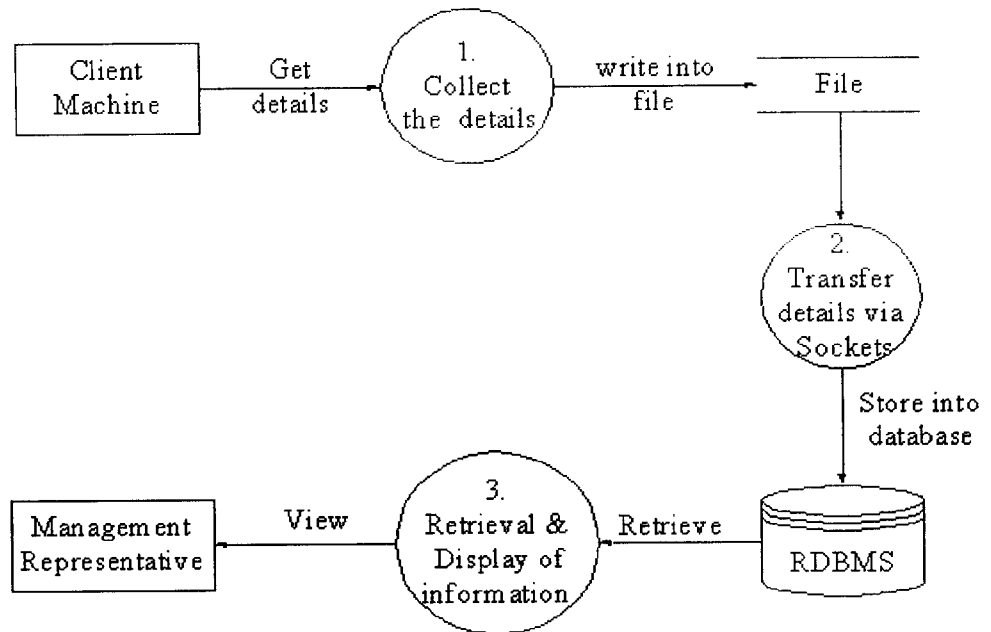 Client
Machine
Get
details
1.
Collect
the details
write into
file
File
2.
Transfer
details via
Sockets
Store into
database
Management
Representative
View
3.
Retrieval &
Display of
information
Retrieve
RDBMS